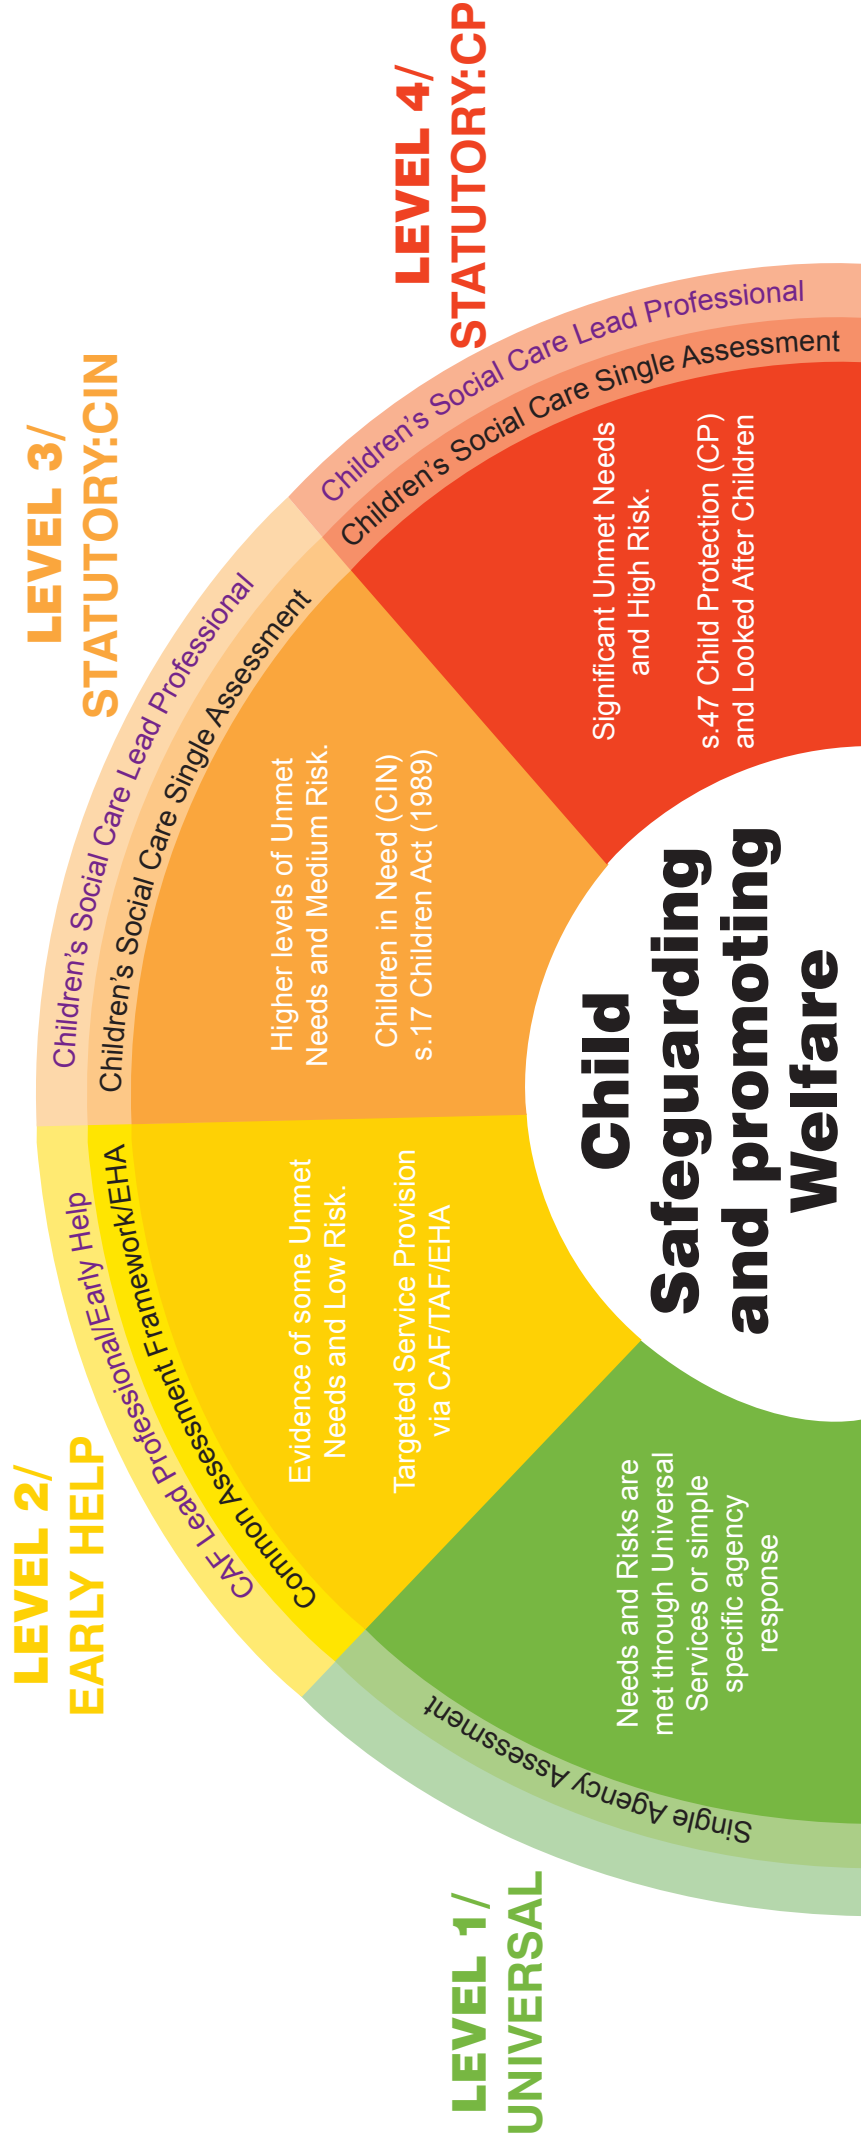 LEVEL 1/
UNIVERSAL
Single Agency Assessment
Needs and Risks are
met through Universal
Services or simple
specific agency
response
LEVEL 2/
EARLY HELP
CAF Lead Professional/Early Help
Common Assessment Framework/EHA
Evidence of some Unmet
Needs and Low Risk.
Targeted Service Provision
via CAF/TAF/EHA
LEVEL 3/
STATUTORY:CIN
Children's Social Care Lead Professional
Children's Social Care Single Assessment
Higher levels of Unmet
Needs and Medium Risk.
Children in Need (CIN)
s.17 Children Act (1989)
LEVEL 4/
STATUTORY:CP
Children's Social Care Lead Professional
Children's Social Care Single Assessment
Significant Unmet Needs
and High Risk.
s.47 Child Protection (CP)
and Looked After Children
Child
Safeguarding
and promoting
Welfare